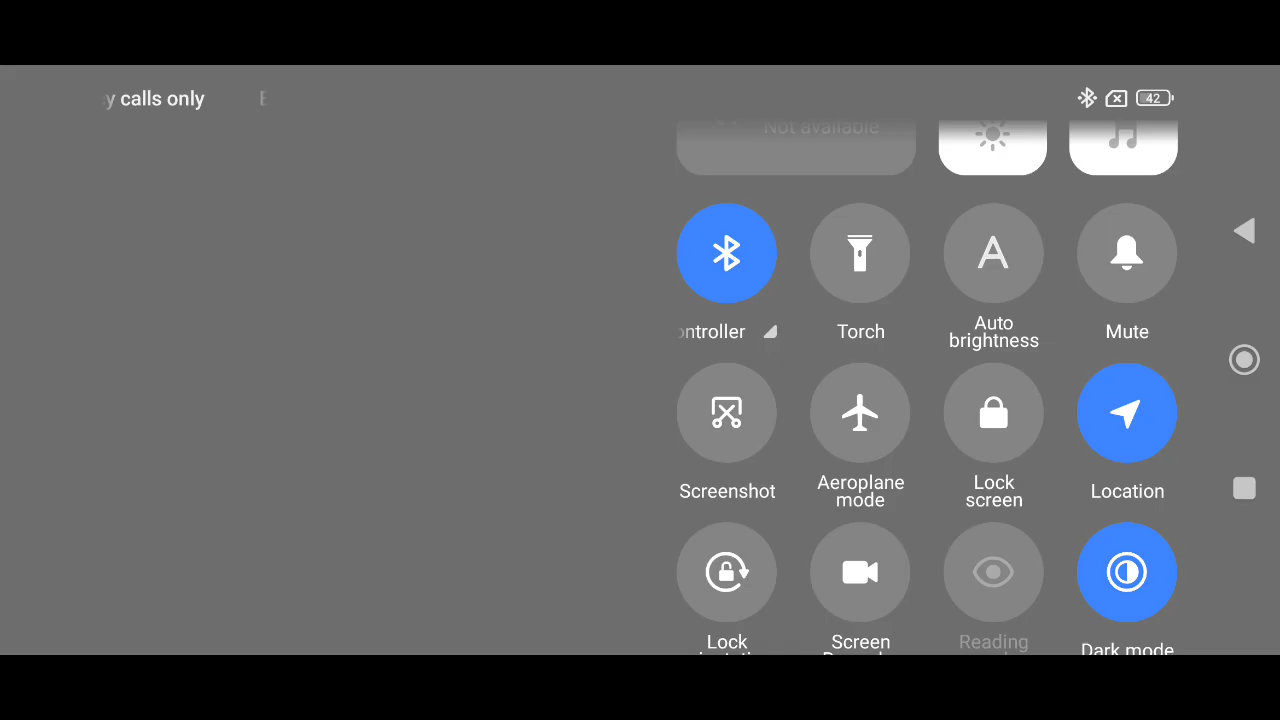 y calls only
42
Not available
ontroller
Torch
Auto
brightness
Mute
Screenshot
Aeroplane
mode
Lock
screen
Location
Lock
Screen
Reading
Dark mode